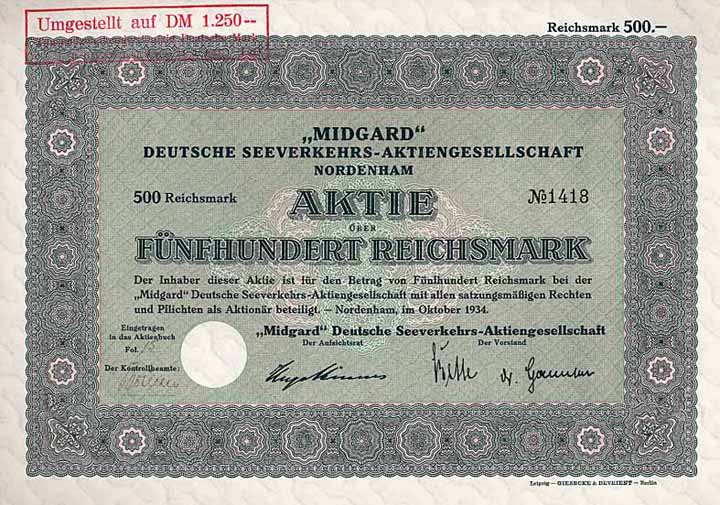 Umgestellt auf DM 1.250--
Deutsche Mark
Reichsmark 500.—
„MIDGARD“
DEUTSCHE SEEVERKEHRS-AKTIENGESELLSCHAFT
NORDENHAM
500 Reichsmark
AKTIE
№1418
ÜBER
FÜNFHUNDERT REICHSMARK
Der Inhaber dieser Aktie ist für den Betrag von Fünfhundert Reichsmark bei der
„Midgard“ Deutsche Seeverkehrs-Aktiengesellschaft mit allen satzungsmäßigen Rechten
und Pflichten als Aktionär beteiligt. — Nordenham, im Oktober 1934.
Eingetragen
in das Aktienbuch
Fol.
Der Kontrollbeamte:
„Midgard“ Deutsche Seeverkehrs-Aktiengesellschaft
Der Aufsichtsrat
Der Vorstand
Leipzig — GIESECKE & DEVRIENT — Berlin